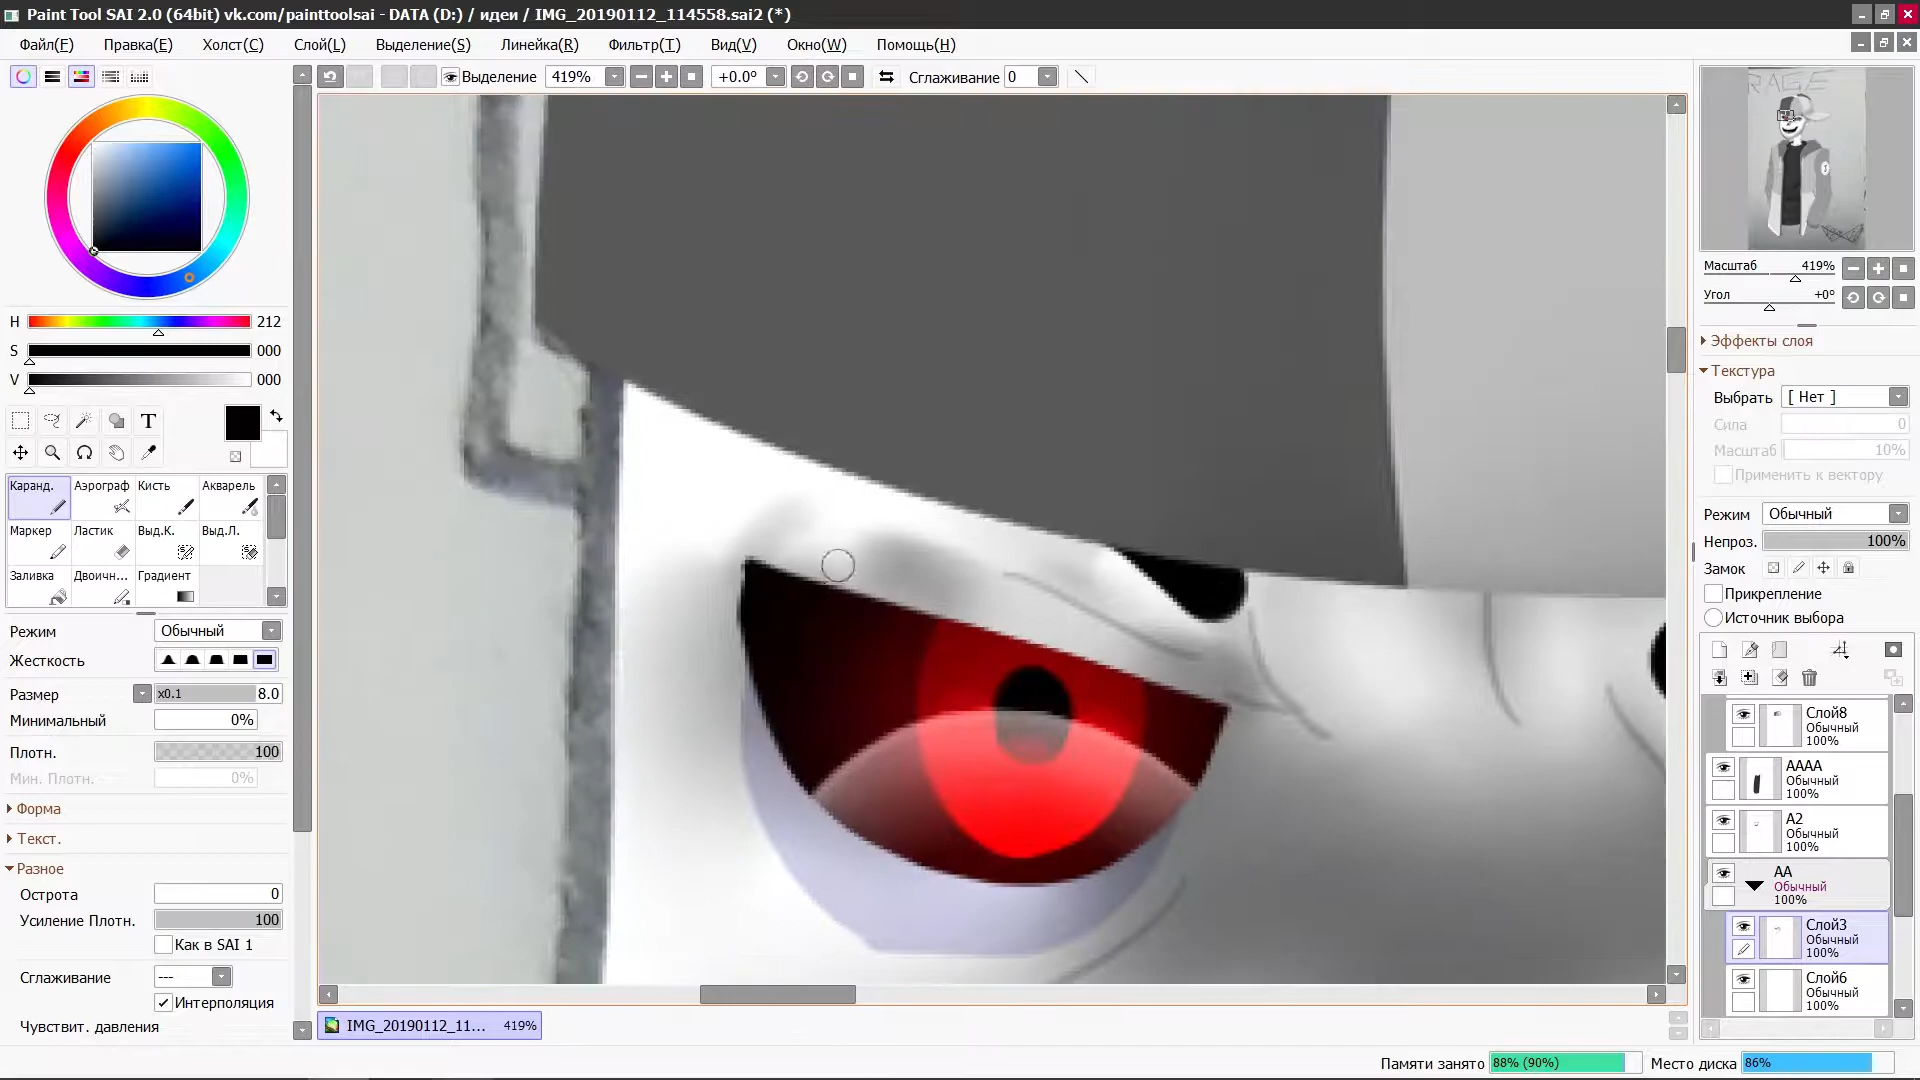 Paint Tool SAI 2.0 (64bit) vk.com/painttoolsai - DATA (D:) / идеи / IMG_20190112_114558.sai2 (*)
Файл(F) Правка(E) Холст(C) Слой(L) Выделение(S) Линейка(R) Фильтр(T) Вид(V) Окно(W) Помощь(H)
Выделение 419% +0.0° Сглаживание 0
H 212
S 000
V 000
T
Каранд. Аэрограф Кисть Акварель
Маркер Ластик Выд.К. Выд.Л.
Заливка Двоичн... Градиент
Режим Обычный
Жесткость
Размер x0.1 8.0
Минимальный 0%
Плотн. 100
Мин. Плотн. 0%
Форма
Текст.
Разное
Острота 0
Усиление Плотн. 100
Как в SAI 1
Сглаживание ---
Интерполяция
Чувствит. давления
IMG_20190112_11... 419%
RAGE
Масштаб 419%
Угол +0°
Эффекты слоя
Текстура
Выбрать [ Нет ]
Сила 0
Масштаб 10%
Применить к вектору
Режим Обычный
Непроз. 100%
Замок
Прикрепление
Источник выбора
Слой8
Обычный
100%
AAAA
Обычный
100%
A2
Обычный
100%
AA
Обычный
100%
Слой3
Обычный
100%
Слой6
Обычный
100%
Памяти занято 88% (90%) Место диска 86%